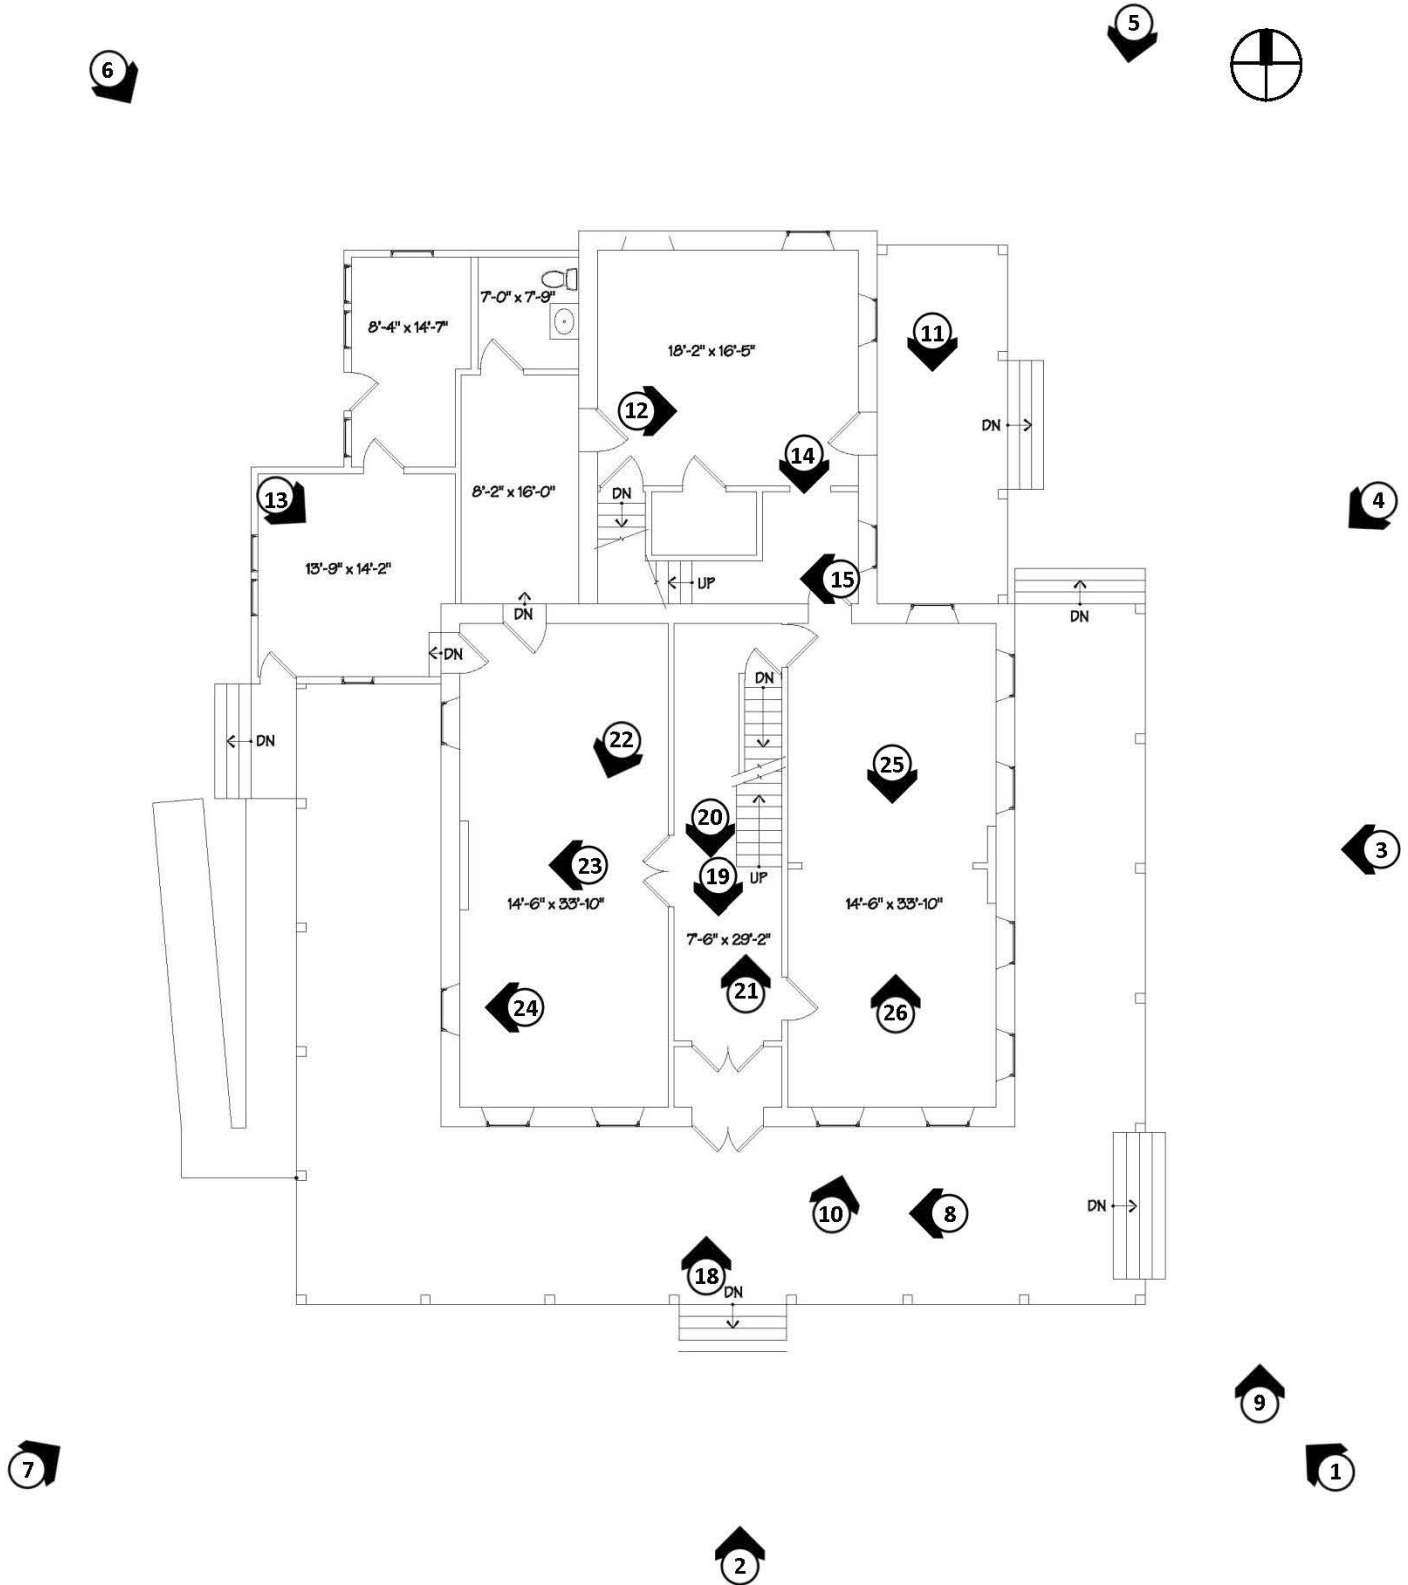 5
6
7'-0" x 7'-9"
8'-4" x 14'-7"
11
18'-2" x 16'-5"
12
DN
14
13
DN
8'-2" x 16'-0"
4
13'-9" x 14'-2"
15
UP
DN
DN
DN
DN
22
DN
25
20
23
3
19
UP
14'-6" x 33'-10"
14'-6" x 33'-10"
7'-6" x 29'-2"
21
24
26
DN
10
8
18
DN
9
7
1
2